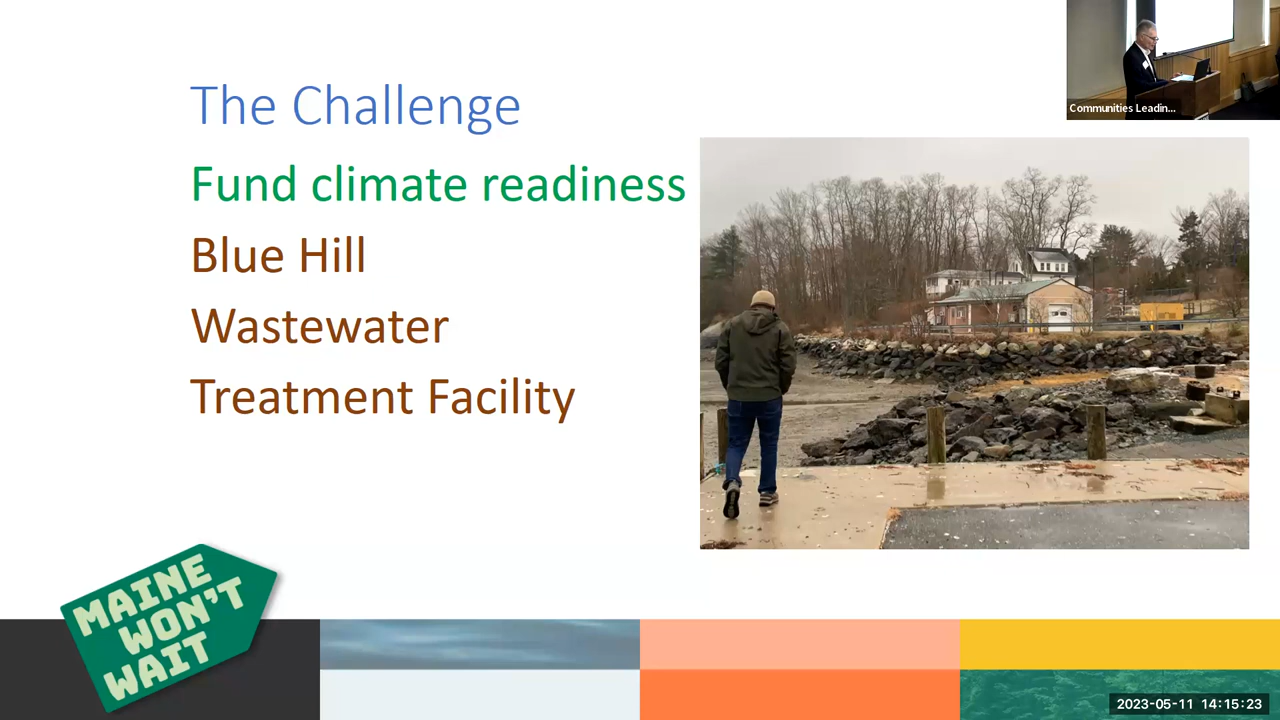 The Challenge
Fund climate readiness
Blue Hill
Wastewater
Treatment Facility
Communities Leadin...
MAINE
WON'T
WAIT
2023-05-11 14:15:23